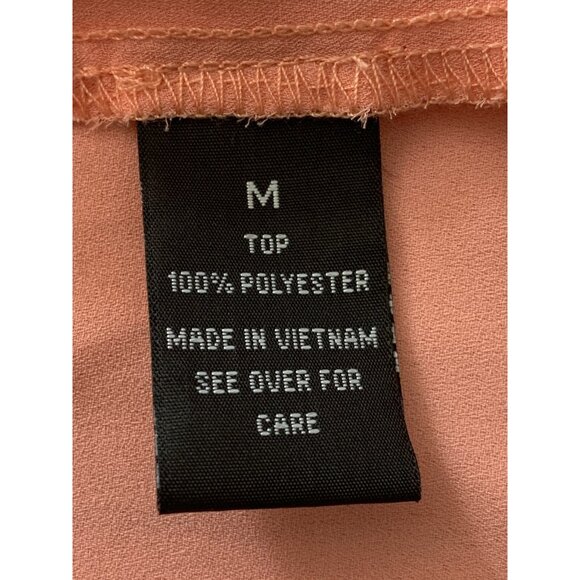 M
TOP
100% POLYESTER
MADE IN VIETNAM
SEE OVER FOR
CARE